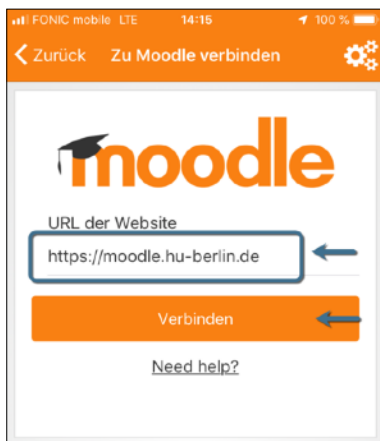 FONIC mobile LTE 14:15 100 %
Zurück Zu Moodle verbinden
moodle
URL der Website
https://moodle.hu-berlin.de
Verbinden
Need help?